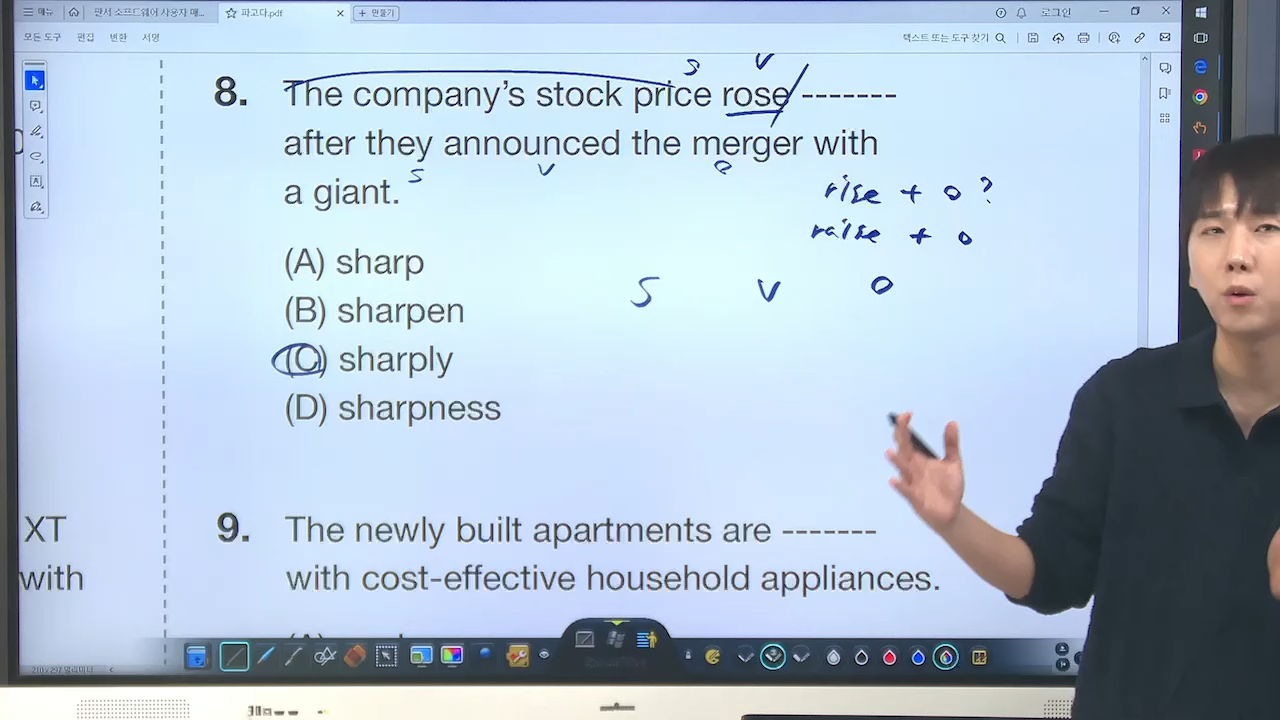 메뉴
판서 소프트웨어 사용자 매...
파고다.pdf
+ 만들기
로그인
모든 도구 편집 변환 서명
텍스트 또는 도구 찾기
s v
8. The company's stock price rose -------
after they announced the merger with
s v o
a giant.
rise + o?
raise + o
(A) sharp
s v o
(B) sharpen
(C) sharply
(D) sharpness
XT
with
9. The newly built apartments are -------
with cost-effective household appliances.